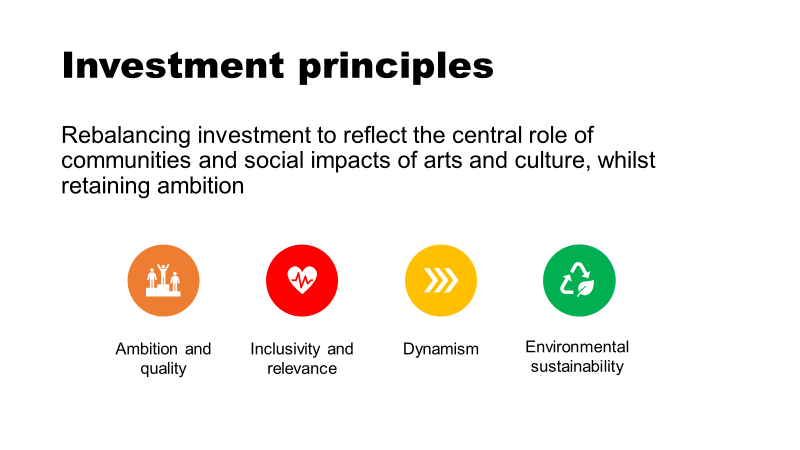 Investment principles
Rebalancing investment to reflect the central role of
communities and social impacts of arts and culture, whilst
retaining ambition
Ambition and
quality
Inclusivity and
relevance
Dynamism
Environmental
sustainability